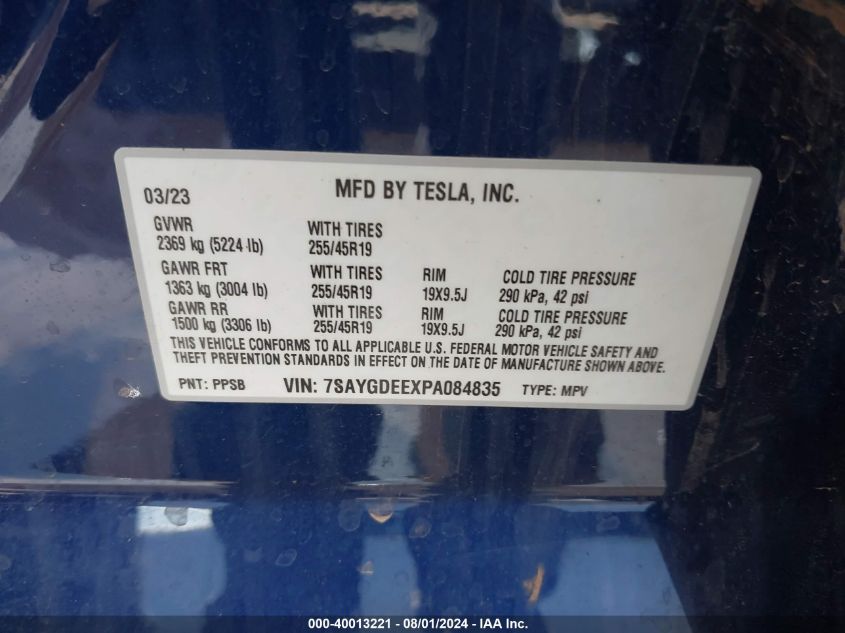 03/23 MFD BY TESLA, INC.
GVWR WITH TIRES
2369 kg (5224 lb) 255/45R19
GAWR FRT WITH TIRES RIM COLD TIRE PRESSURE
1363 kg (3004 lb) 255/45R19 19X9.5J 290 kPa, 42 psi
GAWR RR WITH TIRES RIM COLD TIRE PRESSURE
1500 kg (3306 lb) 255/45R19 19X9.5J 290 kPa, 42 psi
THIS VEHICLE CONFORMS TO ALL APPLICABLE U.S. FEDERAL MOTOR VEHICLE SAFETY AND
THEFT PREVENTION STANDARDS IN EFFECT ON THE DATE OF MANUFACTURE SHOWN ABOVE.
PNT: PPSB VIN: 7SAYGDEEXPA084835 TYPE: MPV
000-40013221 - 08/01/2024 - IAA Inc.